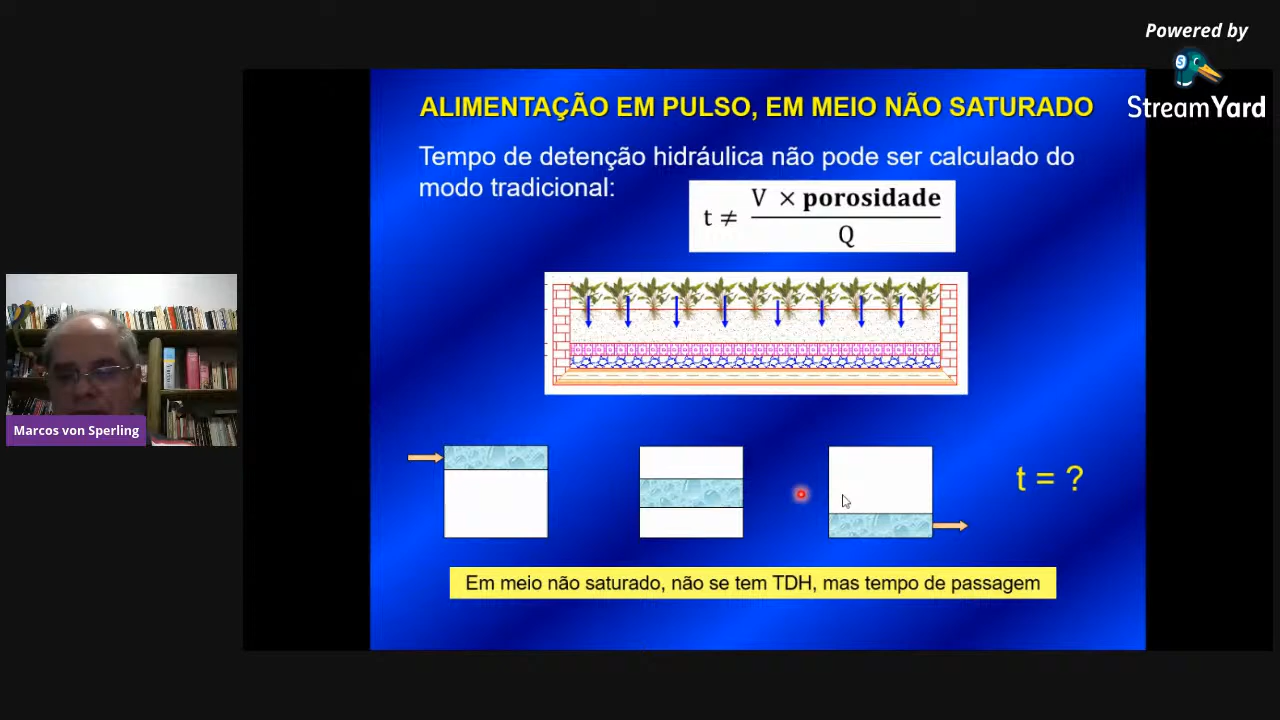 Powered by
StreamYard
ALIMENTAÇÃO EM PULSO, EM MEIO NÃO SATURADO
Tempo de detenção hidráulica não pode ser calculado do
modo tradicional:
t ≠ V × porosidade / Q
t = ?
Em meio não saturado, não se tem TDH, mas tempo de passagem
Marcos von Sperling